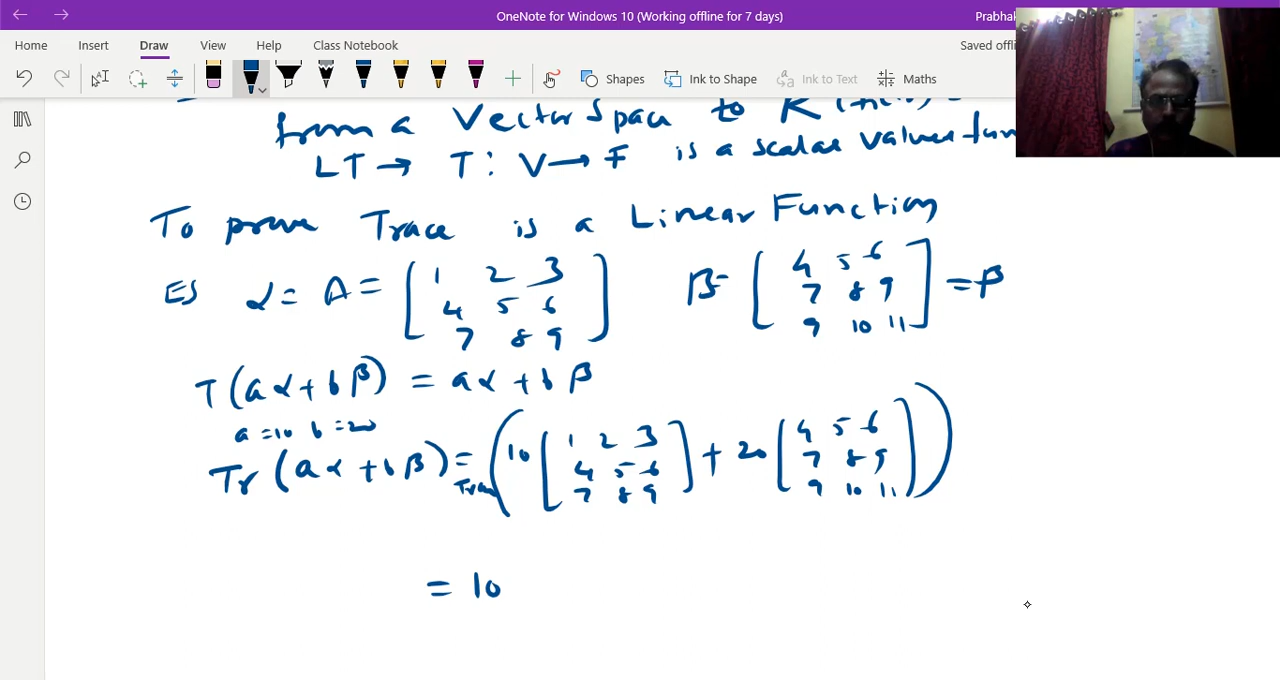 OneNote for Windows 10 (Working offline for 7 days)
Prabhak
Home Insert Draw View Help Class Notebook Saved offli
Shapes Ink to Shape Ink to Text Maths
from a Vector Space to
LT → T: V → F is a scalar valued fun
To prove Trace is a Linear Function
α = A = [ 1 2 3 B = [ 4 5 6
4 5 6 7 8 9
7 8 9 ] 9 10 11 ] = β
T(aα + bβ) = aα + bβ
a = 10 b = 20
Tr (aα + bβ) = Trac ( 10 [ 1 2 3 + 20 [ 4 5 6
4 5 6 7 8 9
7 8 9 ] 9 10 11 ] )
= 10